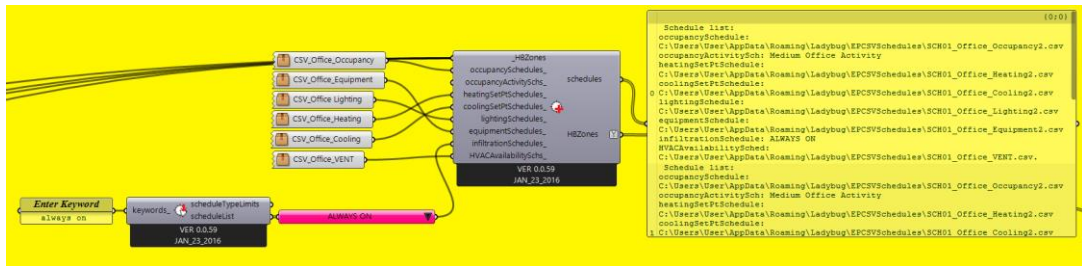 CSV_Office_Occupancy
CSV_Office_Equipment
CSV_Office Lighting
CSV_Office_Heating
CSV_Office_Cooling
CSV_Office_VENT
_HBZones
occupancySchedules_
occupancyActivitySchs_
heatingSetPtSchedules_
coolingSetPtSchedules_
lightingSchedules_
equipmentSchedules_
infiltrationSchedules_
HVACAvailabilitySchs_
schedules
HBZones
VER 0.0.59
JAN_23_2016
Enter Keyword
always on
keywords_
scheduleTypeLimits
scheduleList
VER 0.0.59
JAN_23_2016
ALWAYS ON
{0;0}
Schedule list:
occupancySchedule:
C:\Users\User\AppData\Roaming\Ladybug\EPCSVSchedules\SCH01_Office_Occupancy2.csv
occupancyActivitySch: Medium Office Activity
heatingSetPtSchedule:
C:\Users\User\AppData\Roaming\Ladybug\EPCSVSchedules\SCH01_Office_Heating2.csv
coolingSetPtSchedule:
0 C:\Users\User\AppData\Roaming\Ladybug\EPCSVSchedules\SCH01_Office_Cooling2.csv
lightingSchedule:
C:\Users\User\AppData\Roaming\Ladybug\EPCSVSchedules\SCH01_Office_Lighting2.csv
equipmentSchedule:
C:\Users\User\AppData\Roaming\Ladybug\EPCSVSchedules\SCH01_Office_Equipment2.csv
infiltrationSchedule: ALWAYS ON
HVACAvailabilitySched:
C:\Users\User\AppData\Roaming\Ladybug\EPCSVSchedules\SCH01_Office_VENT.csv.
Schedule list:
occupancySchedule:
C:\Users\User\AppData\Roaming\Ladybug\EPCSVSchedules\SCH01_Office_Occupancy2.csv
occupancyActivitySch: Medium Office Activity
heatingSetPtSchedule:
C:\Users\User\AppData\Roaming\Ladybug\EPCSVSchedules\SCH01_Office_Heating2.csv
coolingSetPtSchedule:
1 C:\Users\User\AppData\Roaming\Ladybug\EPCSVSchedules\SCH01 Office Cooling2.csv